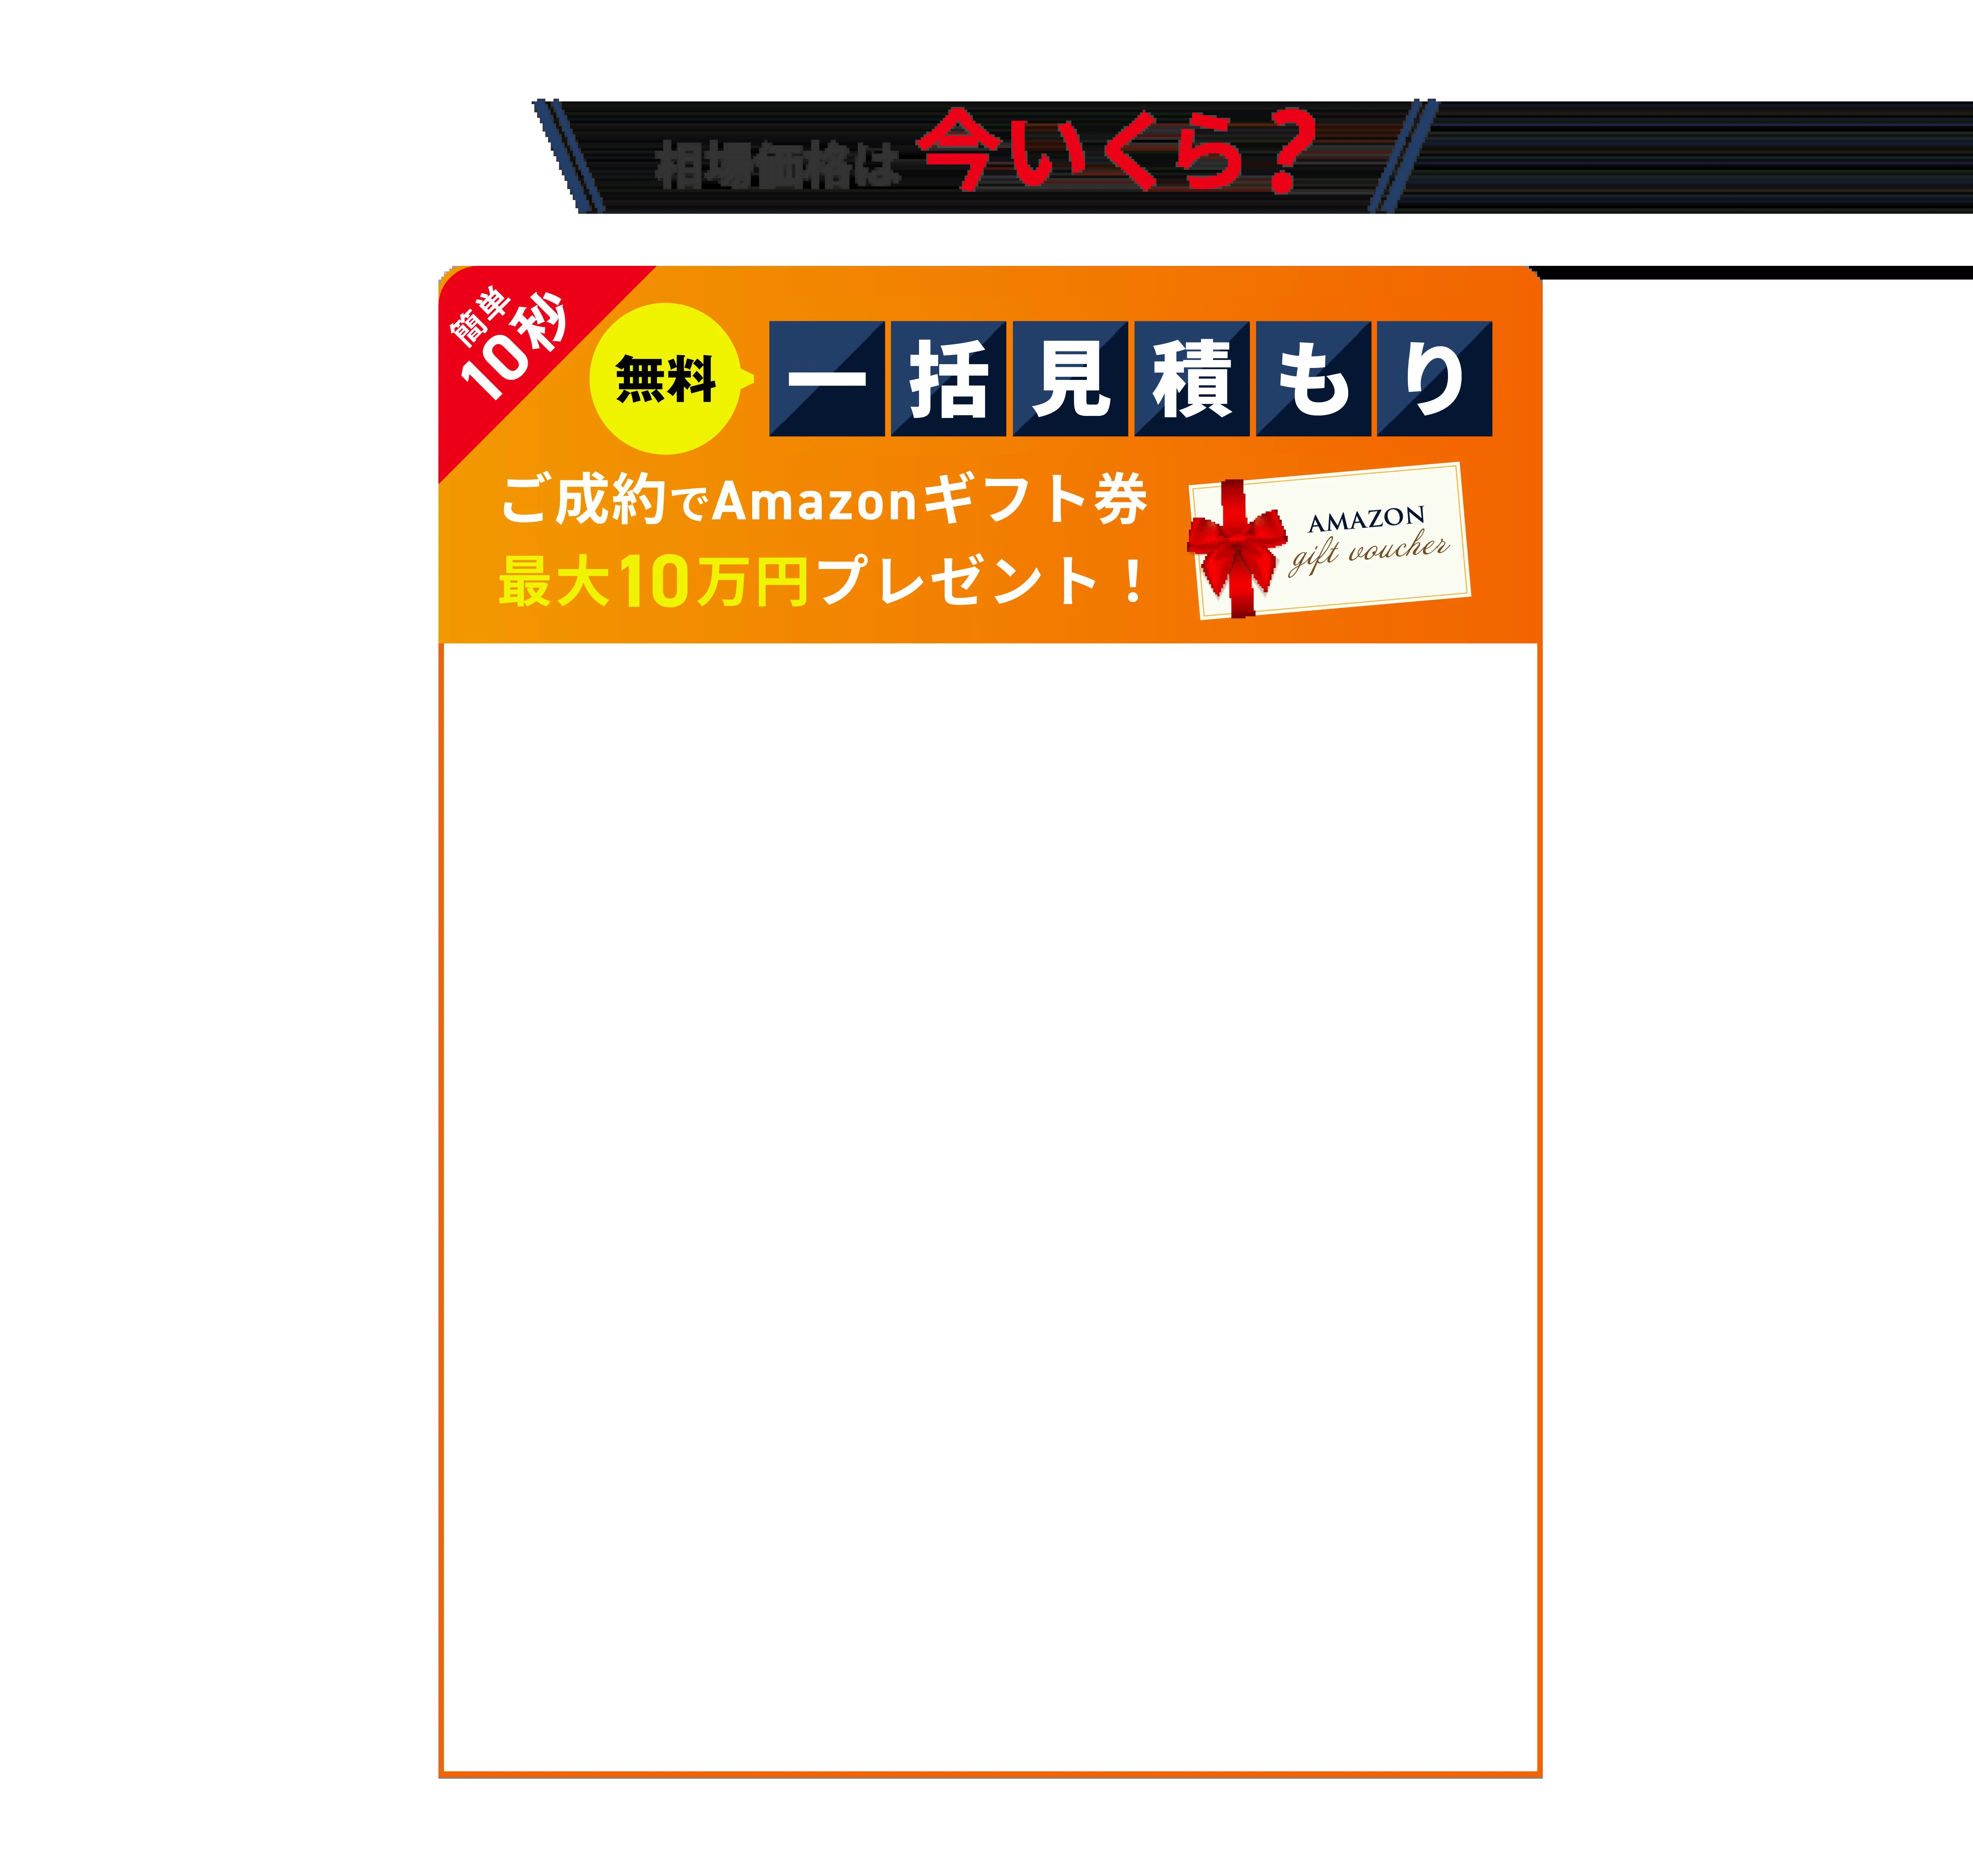 相場価格は今いくら？
簡単
10秒
無料
一括見積もり
ご成約でAmazonギフト券
最大10万円プレゼント！
AMAZON
gift voucher